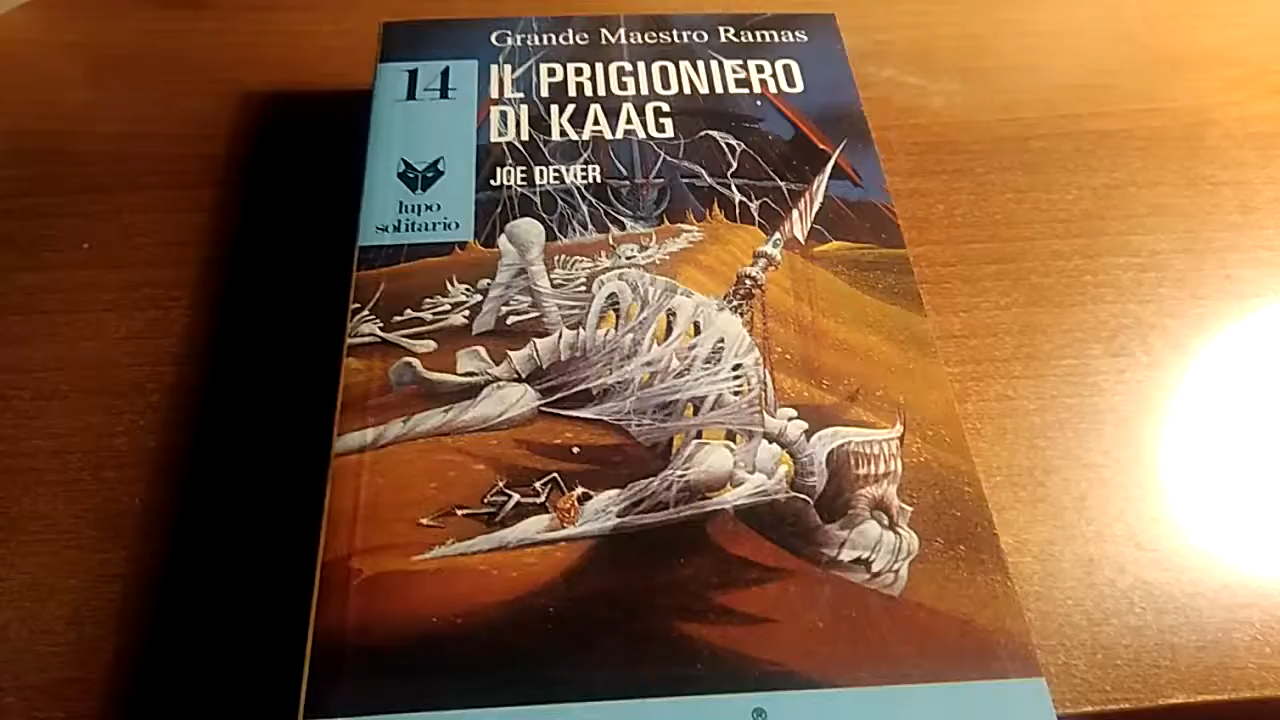 Grande Maestro Ramas
14
IL PRIGIONIERO
DI KAAG
JOE DEVER
lupo
solitario
®